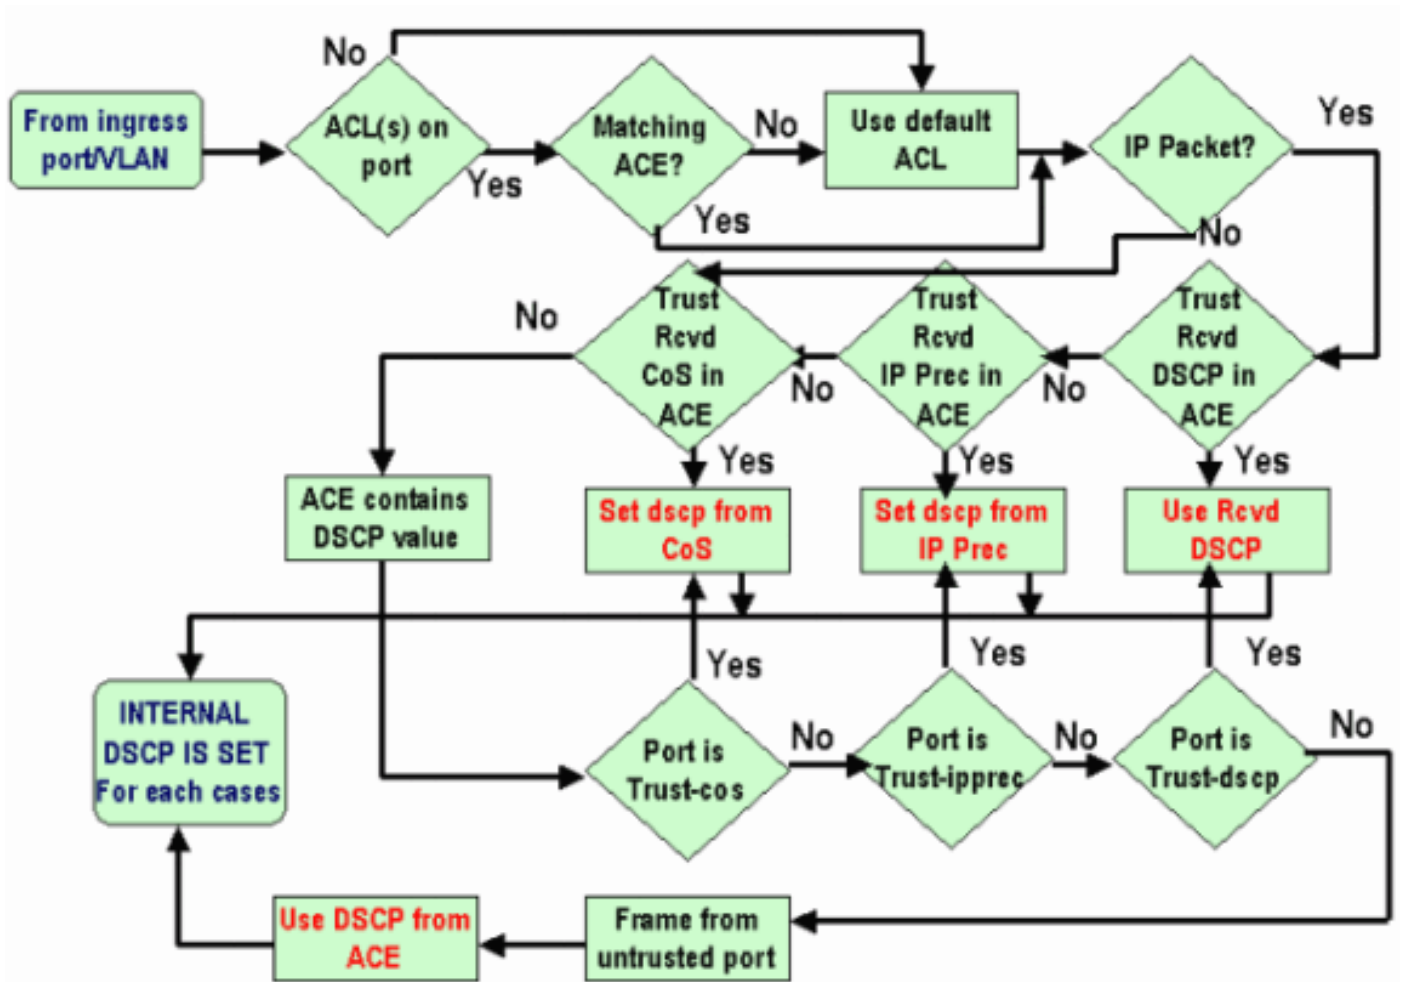 No
From ingress
port/VLAN
ACL(s) on
port
Yes
Matching
ACE?
No
Yes
Use default
ACL
IP Packet?
Yes
No
No
Trust
Rcvd
CoS in
ACE
No
Trust
Rcvd
IP Prec in
ACE
No
Trust
Rcvd
DSCP in
ACE
Yes
Yes
Yes
ACE contains
DSCP value
Set dscp from
CoS
Set dscp from
IP Prec
Use Rcvd
DSCP
Yes
Yes
Yes
INTERNAL
DSCP IS SET
For each cases
Port is
Trust-cos
No
Port is
Trust-ipprec
No
Port is
Trust-dscp
No
Use DSCP from
ACE
Frame from
untrusted port